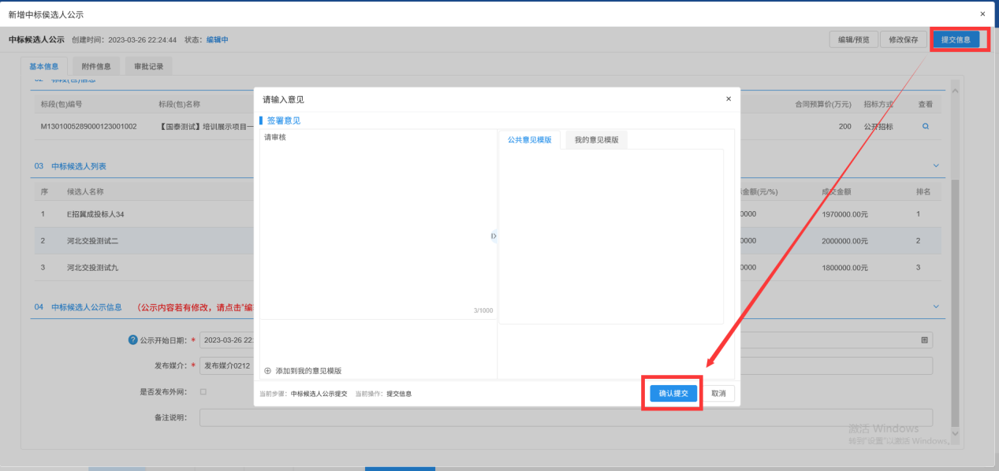 新增中标侯选人公示
中标候选人公示 创建时间：2023-03-26 22:24:44 状态：编辑中 编辑/预览 修改保存 提交信息
基本信息 附件信息 审批记录
标段(包)编号 标段(包)名称 合同预算价(万元) 招标方式 查看
M1301005289000123001002 【国泰测试】培训展示项目一 200 公开招标
03 中标候选人列表
序 候选人名称 金额(元/%) 成交金额 排名
1 E招冀成投标人34 0000 1970000.00元 1
2 河北交投测试二 0000 2000000.00元 2
3 河北交投测试九 0000 1800000.00元 3
04 中标候选人公示信息 （公示内容若有修改，请点击“编
? 公示开始日期：* 2023-03-26 22:
发布媒介：* 发布媒介0212
是否发布外网：
备注说明：
请输入意见
签署意见
请审核
3/1000
添加到我的意见模版
公共意见模版 我的意见模版
当前步骤：中标候选人公示提交 当前操作：提交信息 确认提交 取消
激活 Windows
转到“设置”以激活 Windows。